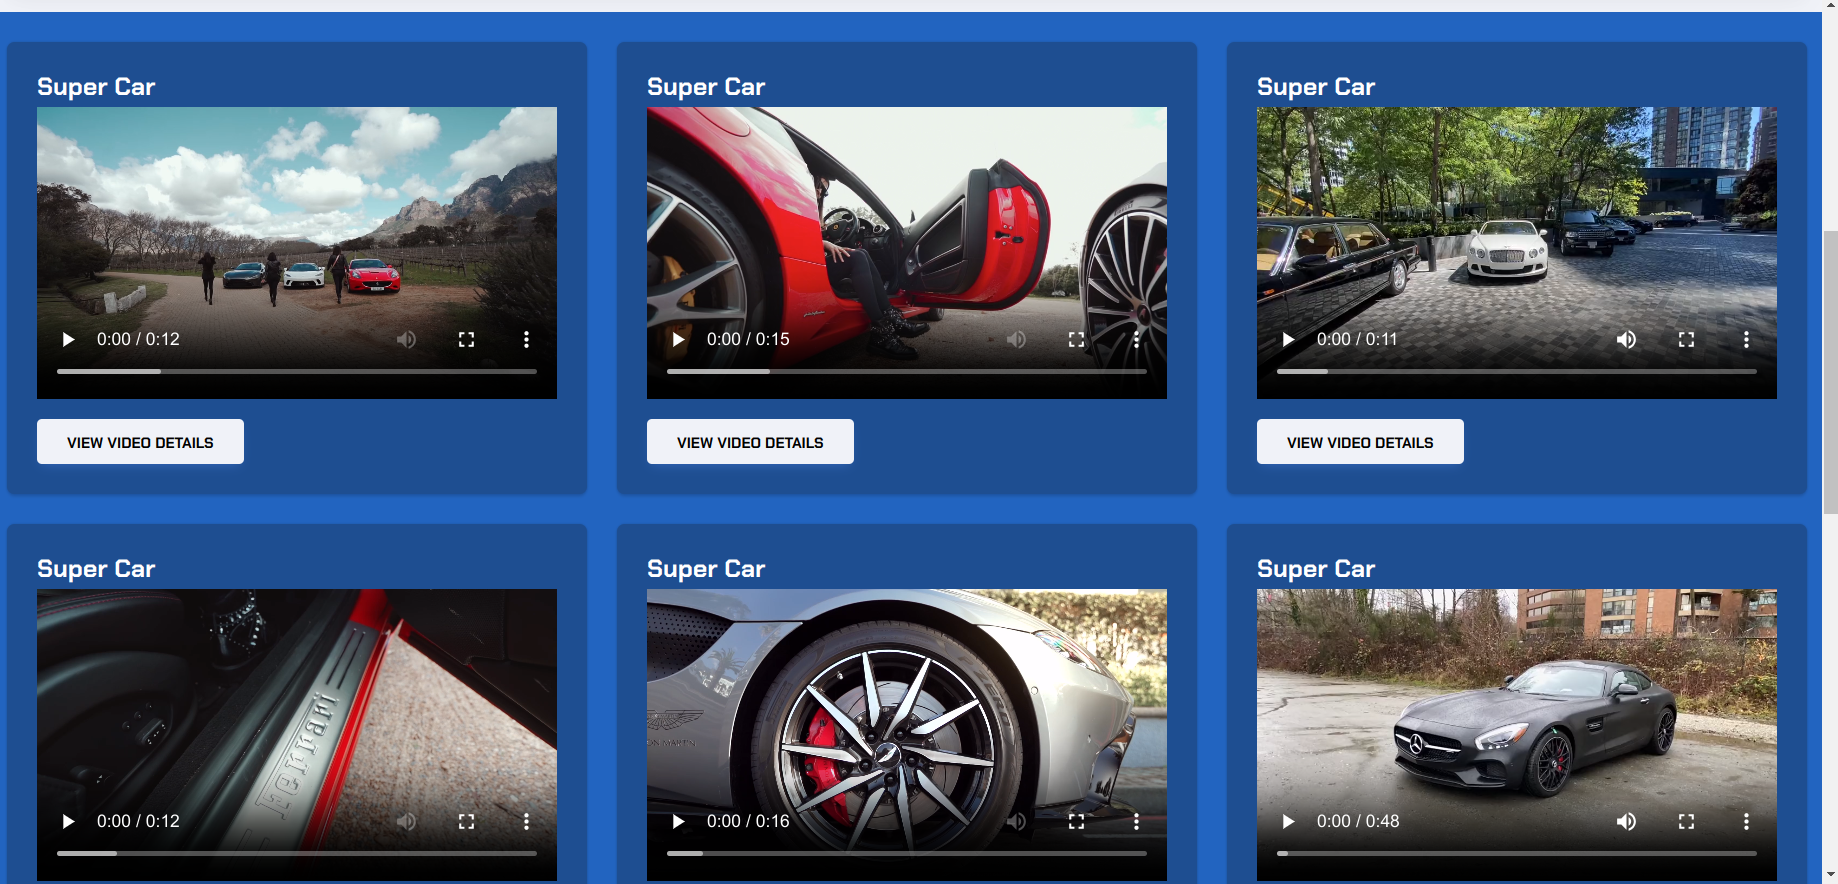 Super Car
Super Car
Super Car
0:00 / 0:12
0:00 / 0:15
0:00 / 0:11
VIEW VIDEO DETAILS
VIEW VIDEO DETAILS
VIEW VIDEO DETAILS
Super Car
Super Car
Super Car
Ferrari
ON MARTIN
0:00 / 0:12
0:00 / 0:16
0:00 / 0:48